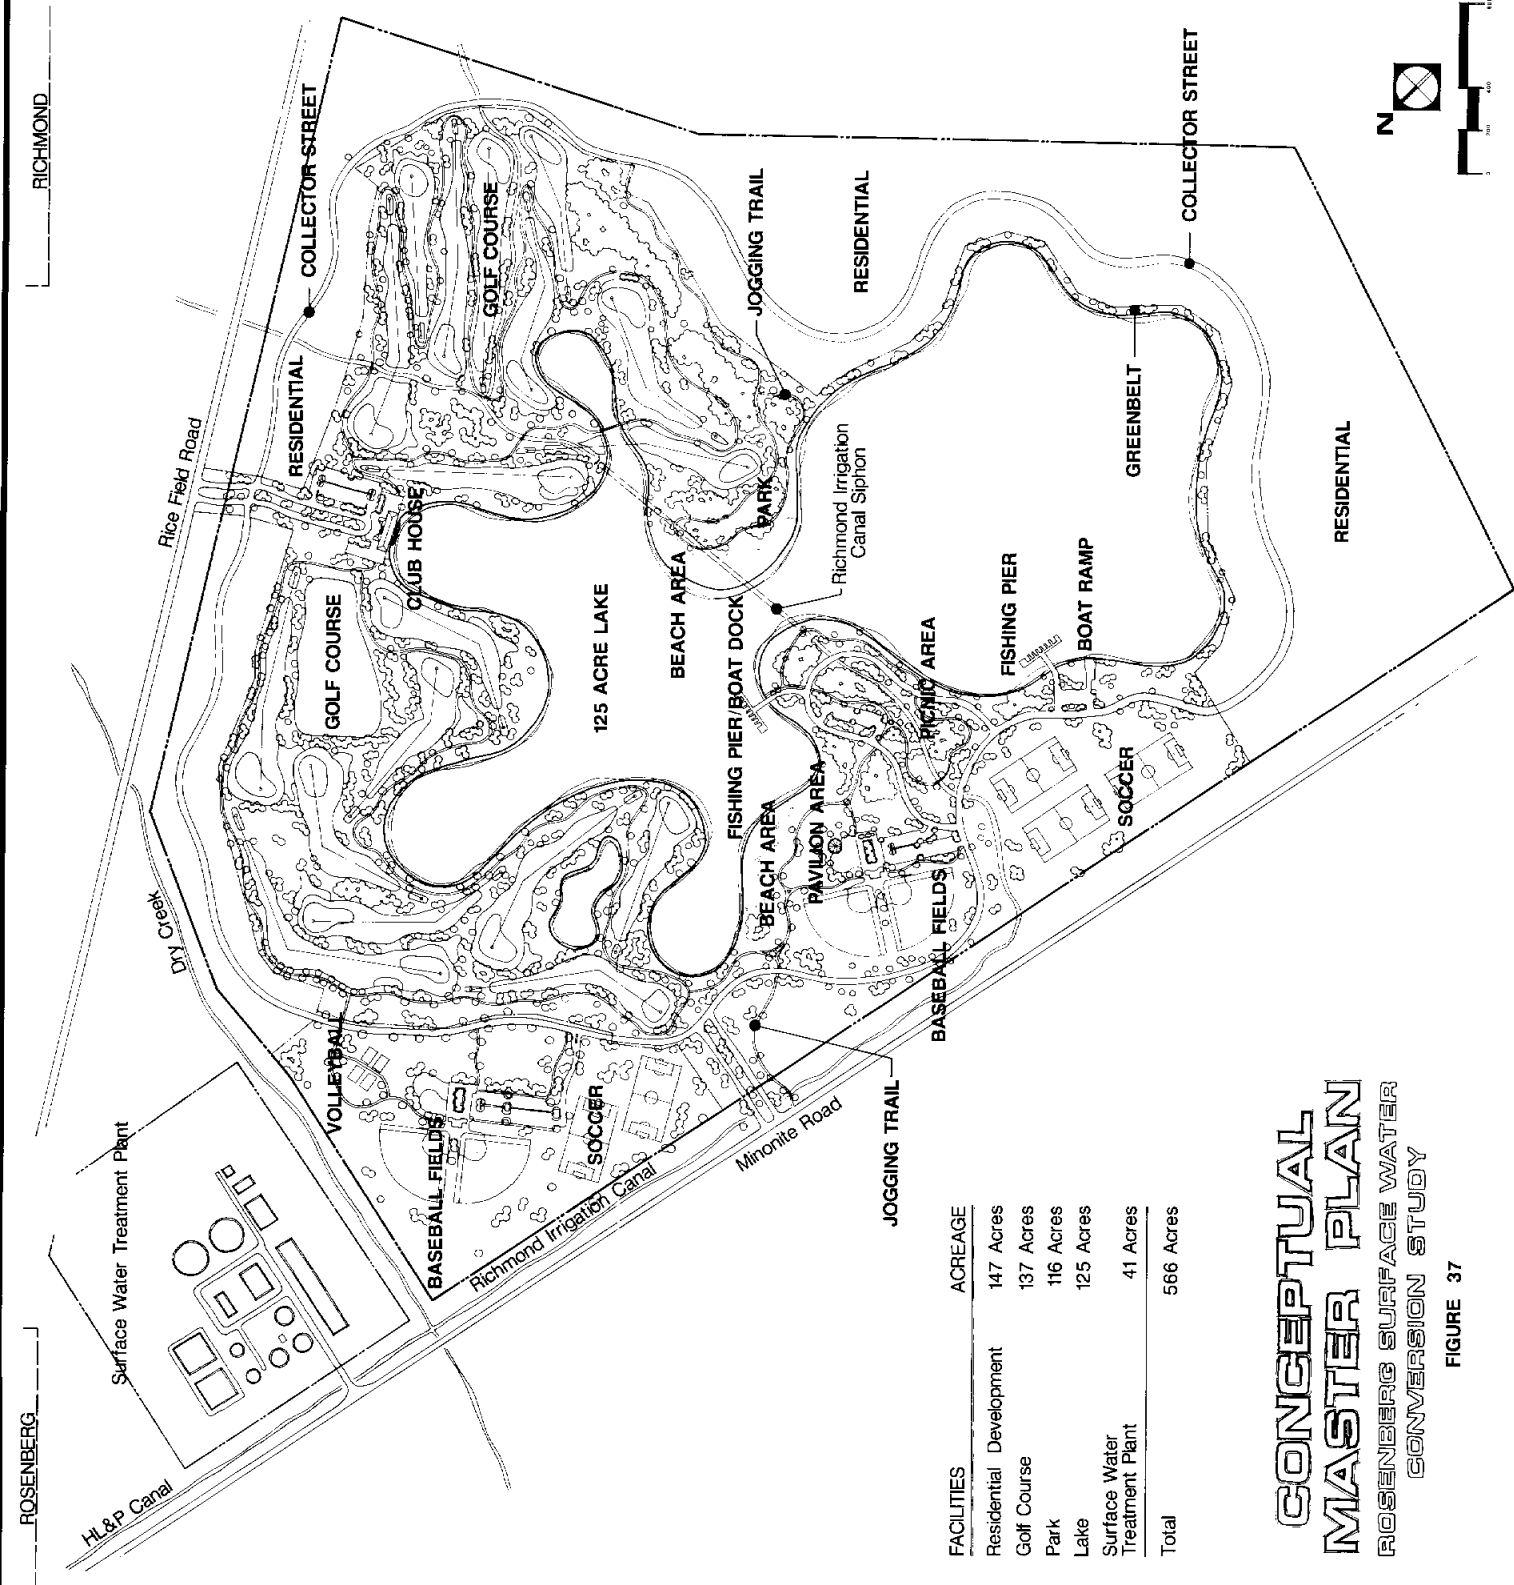 ROSENBERG
RICHMOND
HL&P Canal
Surface Water Treatment Plant
Dry Creek
Rice Field Road
COLLECTOR STREET
RESIDENTIAL
GOLF COURSE
CLUB HOUSE
GOLF COURSE
VOLLEYBALL
BASEBALL FIELDS
SOCCER
Richmond Irrigation Canal
Minonite Road
125 ACRE LAKE
BEACH AREA
FISHING PIER/BOAT DOCK
PARK
JOGGING TRAIL
RESIDENTIAL
Richmond Irrigation
Canal Siphon
BEACH AREA
PAVILION AREA
PICNIC AREA
BASEBALL FIELDS
JOGGING TRAIL
FISHING PIER
BOAT RAMP
SOCCER
GREENBELT
COLLECTOR STREET
RESIDENTIAL
N
0 200 400
FACILITIES ACREAGE
Residential Development 147 Acres
Golf Course 137 Acres
Park 116 Acres
Lake 125 Acres
Surface Water
Treatment Plant 41 Acres
Total 566 Acres
CONCEPTUAL
MASTER PLAN
ROSENBERG SURFACE WATER
CONVERSION STUDY
FIGURE 37